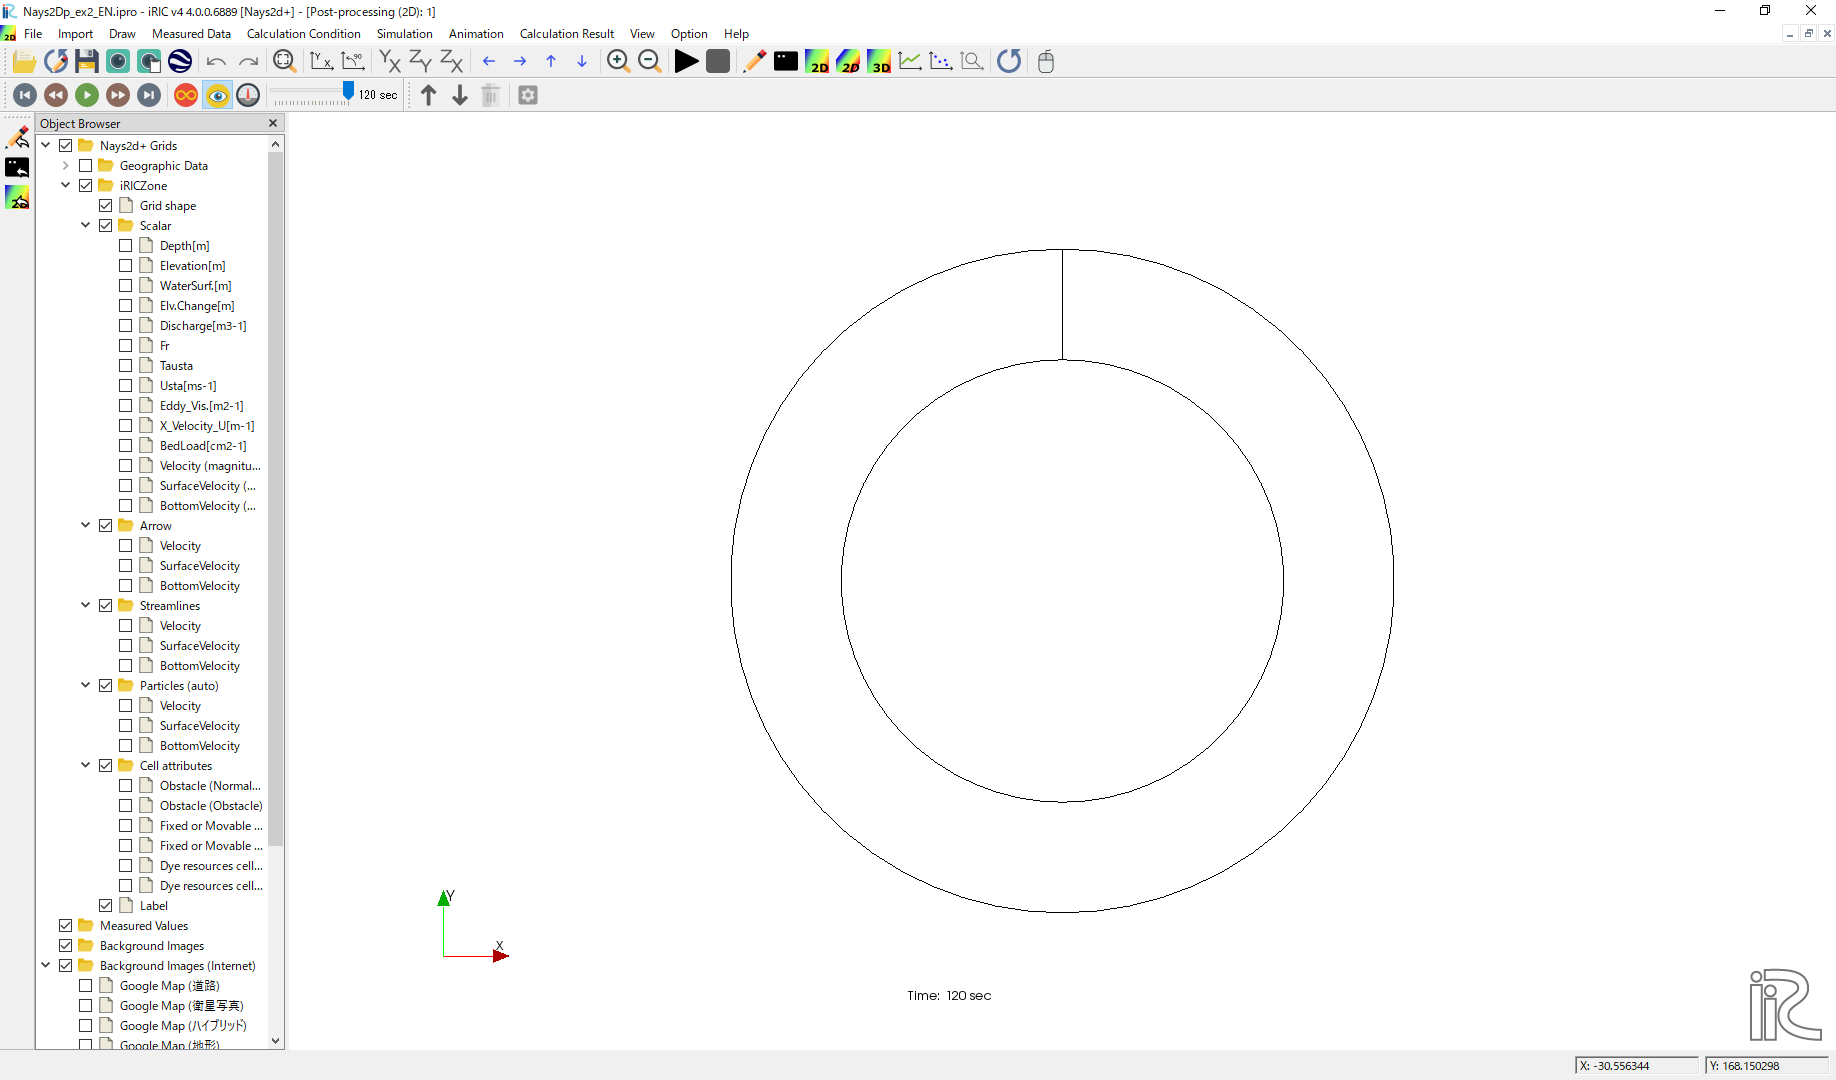 Nays2Dp_ex2_EN.ipro - iRIC v4 4.0.0.6889 [Nays2d+] - [Post-processing (2D): 1]
File Import Draw Measured Data Calculation Condition Simulation Animation Calculation Result View Option Help
120 sec
Object Browser
Nays2d+ Grids
Geographic Data
iRICZone
Grid shape
Scalar
Depth[m]
Elevation[m]
WaterSurf.[m]
Elv.Change[m]
Discharge[m3-1]
Fr
Tausta
Usta[ms-1]
Eddy_Vis.[m2-1]
X_Velocity_U[m-1]
BedLoad[cm2-1]
Velocity (magnitu...
SurfaceVelocity (...
BottomVelocity (...
Arrow
Velocity
SurfaceVelocity
BottomVelocity
Streamlines
Velocity
SurfaceVelocity
BottomVelocity
Particles (auto)
Velocity
SurfaceVelocity
BottomVelocity
Cell attributes
Obstacle (Normal...
Obstacle (Obstacle)
Fixed or Movable ...
Fixed or Movable ...
Dye resources cell...
Dye resources cell...
Label
Measured Values
Background Images
Background Images (Internet)
Google Map (道路)
Google Map (衛星写真)
Google Map (ハイブリッド)
Google Map (地形)
Y
X
Time: 120 sec
iRIC
X: -30.556344
Y: 168.150298